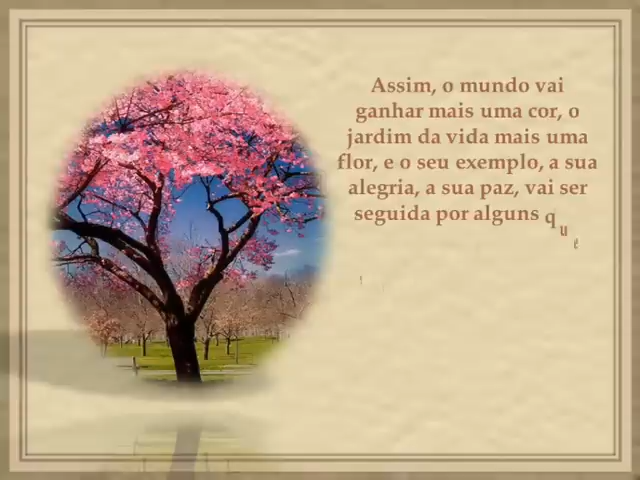 Assim, o mundo vai
ganhar mais uma cor, o
jardim da vida mais uma
flor, e o seu exemplo, a sua
alegria, a sua paz, vai ser
seguida por alguns que